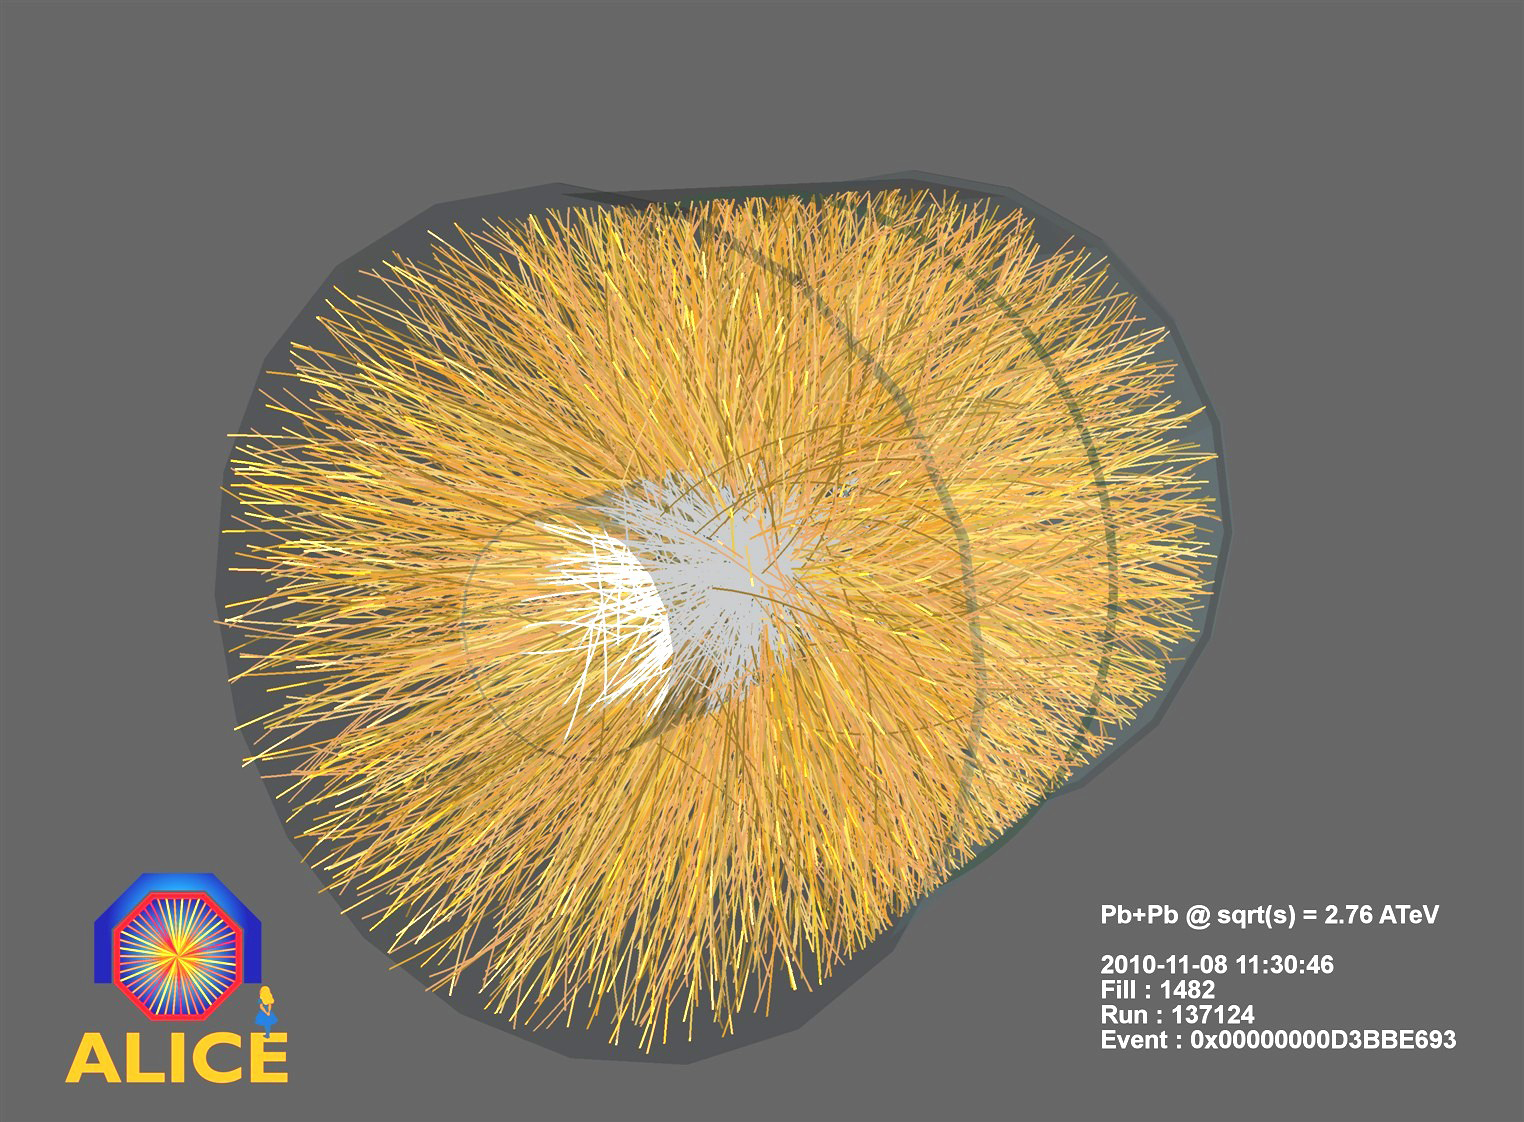 Pb+Pb @ sqrt(s) = 2.76 ATeV
2010-11-08 11:30:46
Fill : 1482
Run : 137124
Event : 0x00000000D3BBE693
ALICE